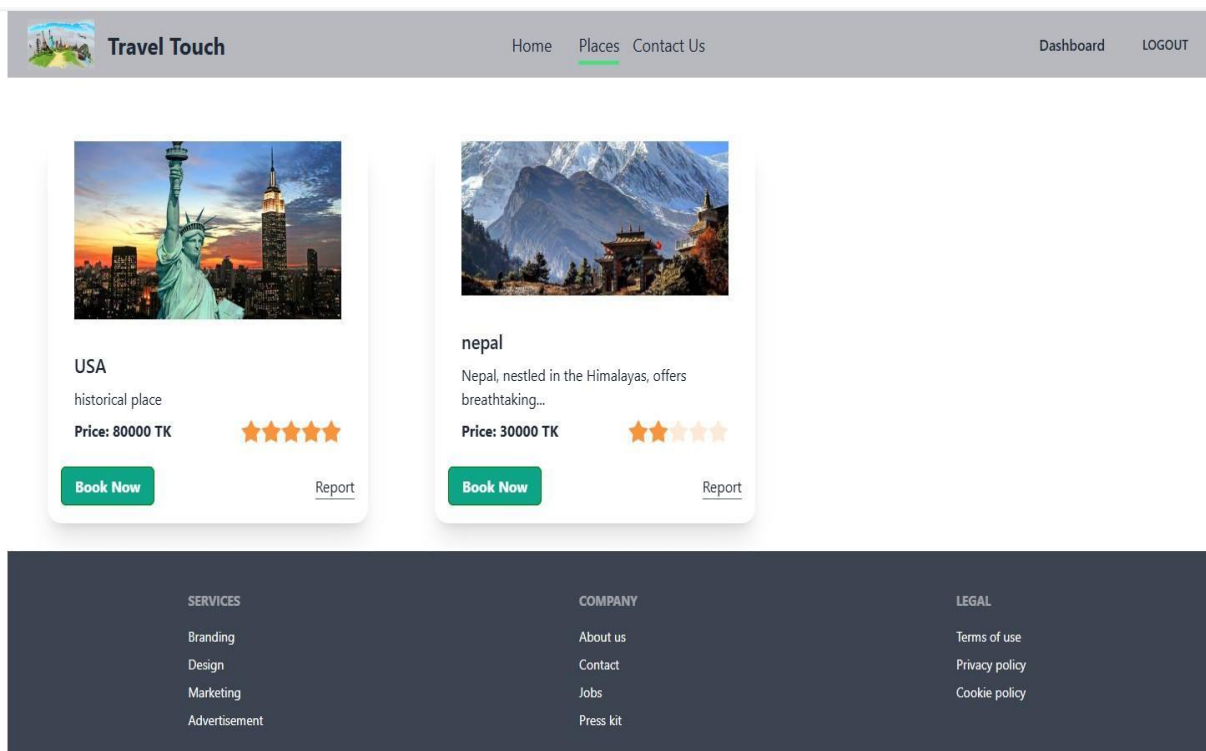 Travel Touch
Home Places Contact Us
Dashboard LOGOUT
USA
historical place
Price: 80000 TK
Book Now Report
nepal
Nepal, nestled in the Himalayas, offers
breathtaking...
Price: 30000 TK
Book Now Report
SERVICES
Branding
Design
Marketing
Advertisement
COMPANY
About us
Contact
Jobs
Press kit
LEGAL
Terms of use
Privacy policy
Cookie policy